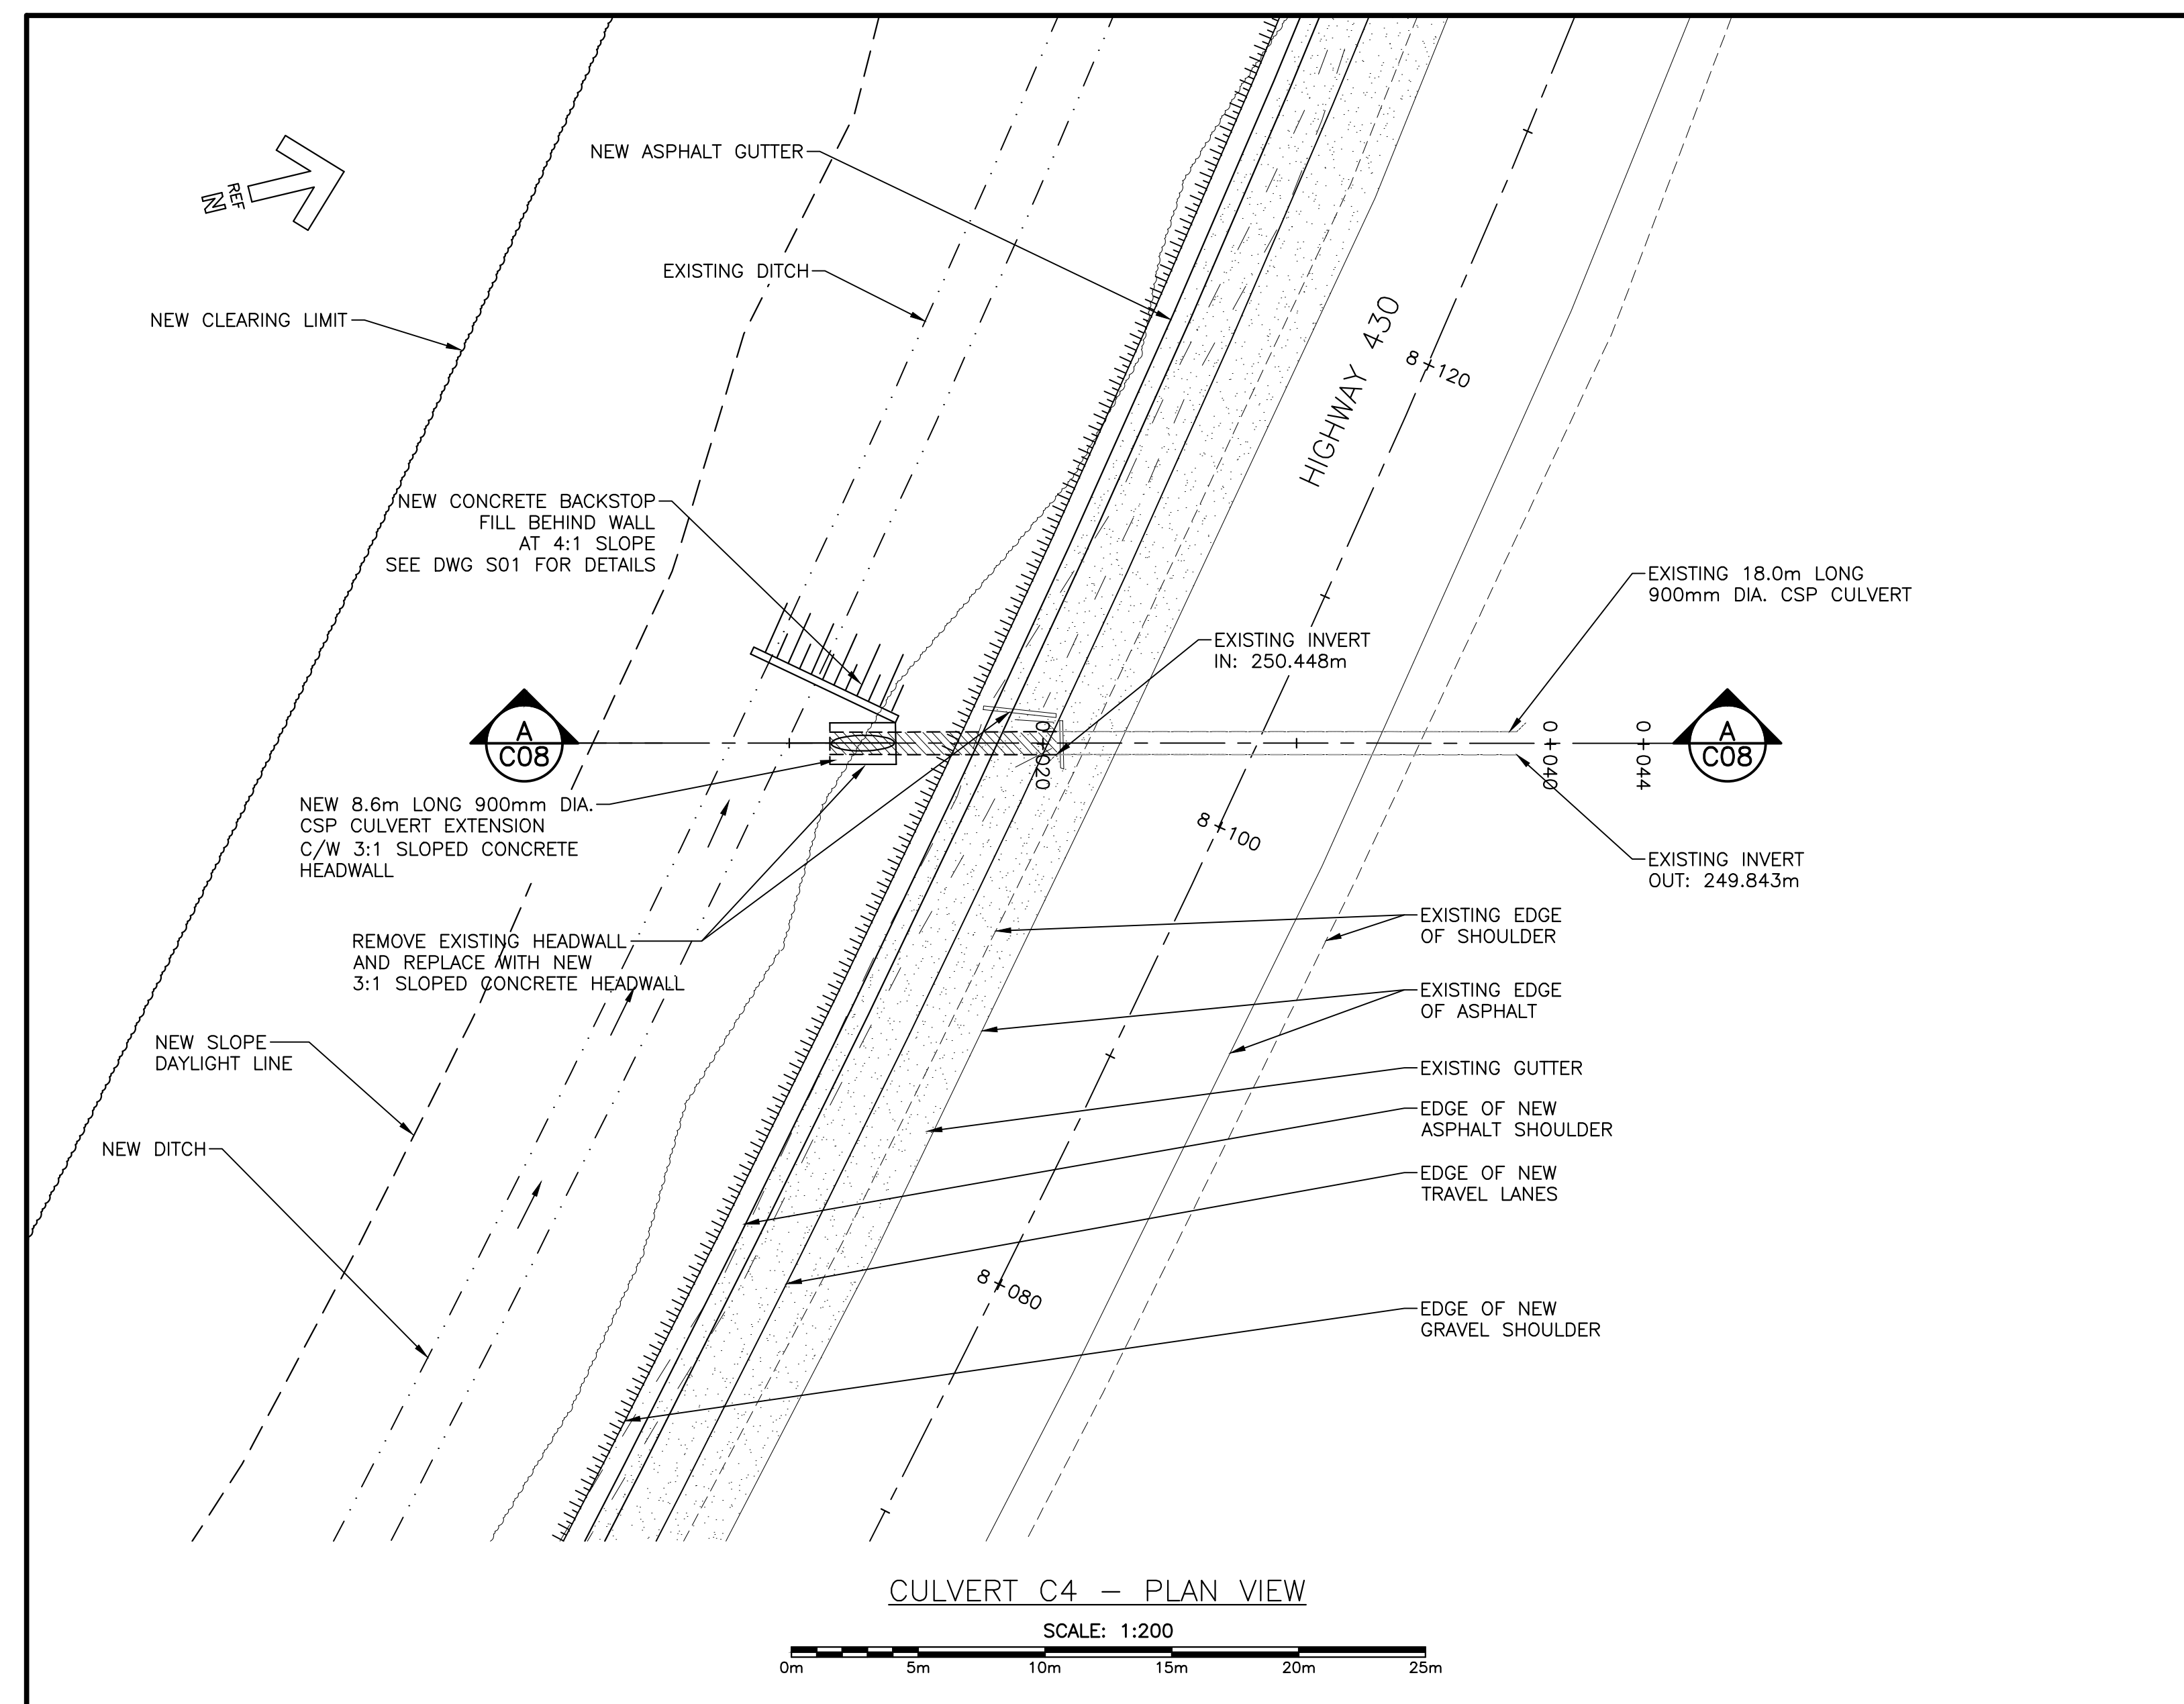 NEW ASPHALT GUTTER
REF
N
EXISTING DITCH
NEW CLEARING LIMIT
HIGHWAY 430
8+120
NEW CONCRETE BACKSTOP
FILL BEHIND WALL
AT 4:1 SLOPE
SEE DWG S01 FOR DETAILS
EXISTING 18.0m LONG
900mm DIA. CSP CULVERT
EXISTING INVERT
IN: 250.448m
A
C08
0+020
0+040
0+044
A
C08
NEW 8.6m LONG 900mm DIA.
CSP CULVERT EXTENSION
C/W 3:1 SLOPED CONCRETE
HEADWALL
8+100
EXISTING INVERT
OUT: 249.843m
REMOVE EXISTING HEADWALL
AND REPLACE WITH NEW
3:1 SLOPED CONCRETE HEADWALL
EXISTING EDGE
OF SHOULDER
EXISTING EDGE
OF ASPHALT
NEW SLOPE
DAYLIGHT LINE
EXISTING GUTTER
EDGE OF NEW
ASPHALT SHOULDER
NEW DITCH
EDGE OF NEW
TRAVEL LANES
8+080
EDGE OF NEW
GRAVEL SHOULDER
CULVERT C4 - PLAN VIEW
SCALE: 1:200
0m 5m 10m 15m 20m 25m